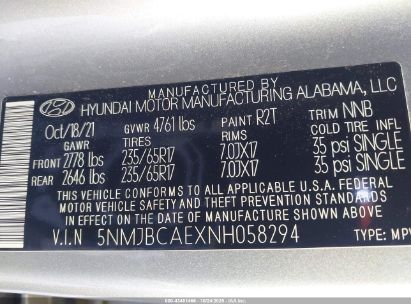 MANUFACTURED BY
HYUNDAI MOTOR MANUFACTURING ALABAMA, LLC
Oct/18/21 GVWR 4761 lbs PAINT R2T TRIM NNB
GAWR TIRES RIMS COLD TIRE INFL
FRONT 2778 lbs 235/65R17 7.0JX17 35 psi SINGLE
REAR 2646 lbs 235/65R17 7.0JX17 35 psi SINGLE
THIS VEHICLE CONFORMS TO ALL APPLICABLE U.S.A. FEDERAL
MOTOR VEHICLE SAFETY AND THEFT PREVENTION STANDARDS
IN EFFECT ON THE DATE OF MANUFACTURE SHOWN ABOVE.
V.I.N 5NMJBCAEXNH058294 TYPE: MPV